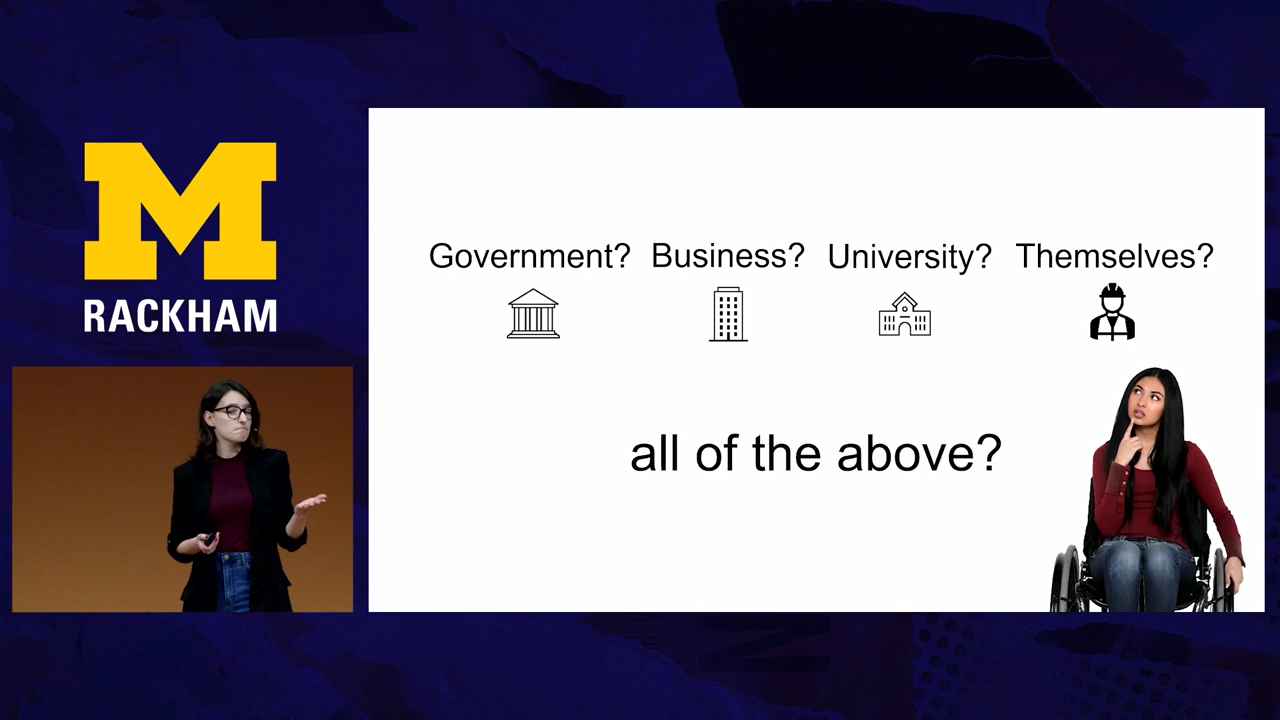 M
RACKHAM
Government? Business? University? Themselves?
all of the above?